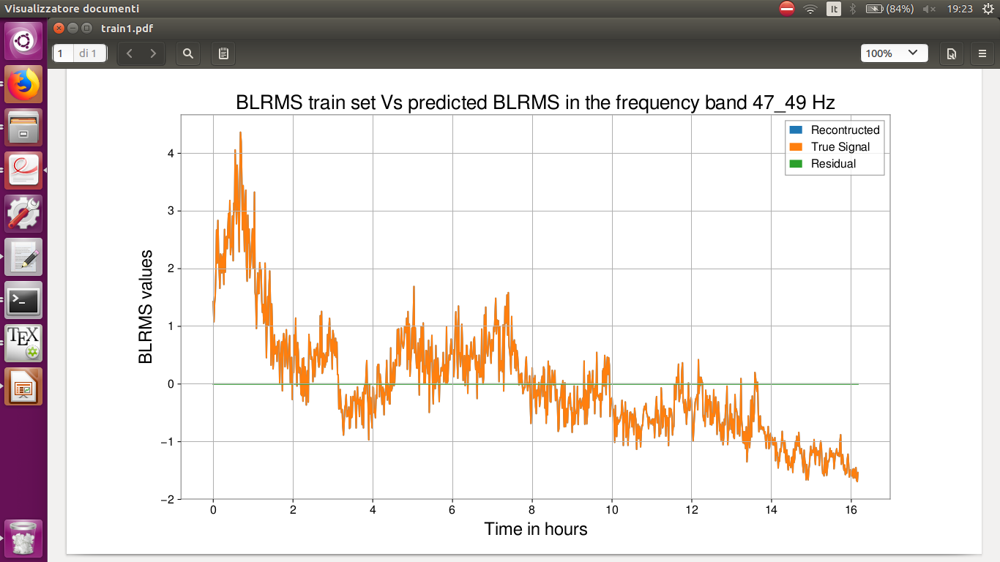 Visualizzatore documenti
It
(84%)
19:23
train1.pdf
1 di 1
100%
BLRMS train set Vs predicted BLRMS in the frequency band 47_49 Hz
Recontructed
True Signal
Residual
BLRMS values
4
3
2
1
0
−1
−2
0 2 4 6 8 10 12 14 16
Time in hours
>_
TEX